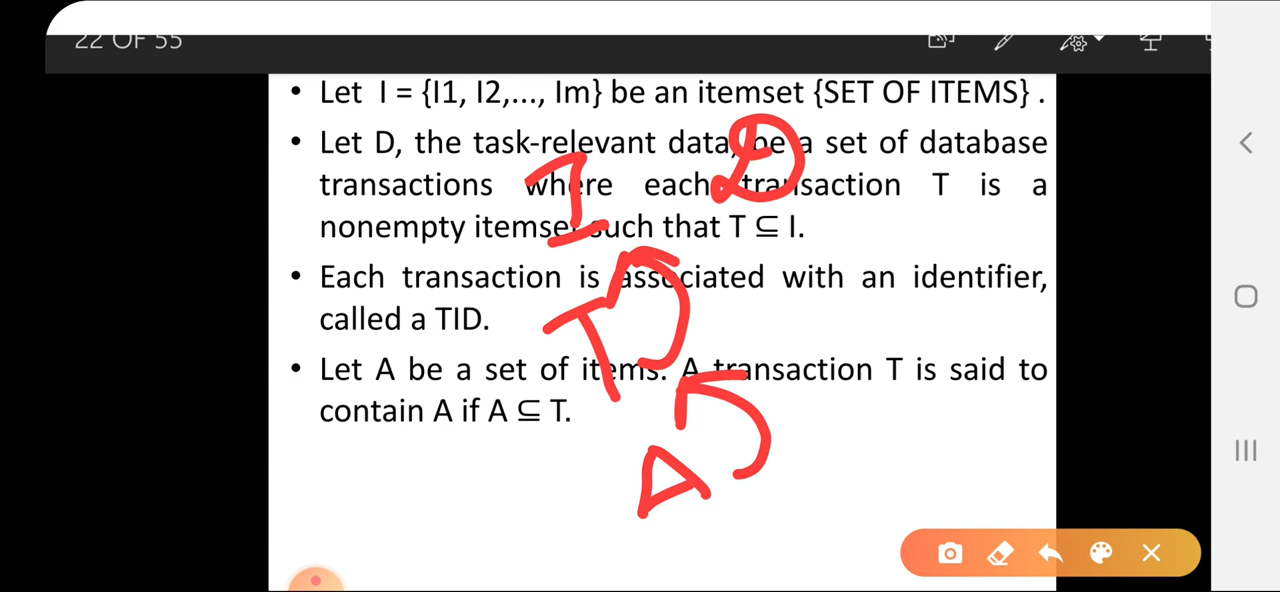 22 OF 55
• Let I = {I1, I2,..., Im} be an itemset {SET OF ITEMS} .
• Let D, the task-relevant data, be a set of database
transactions where each transaction T is a
nonempty itemset such that T ⊆ I.
• Each transaction is associated with an identifier,
called a TID.
• Let A be a set of items. A transaction T is said to
contain A if A ⊆ T.
I D
T
A